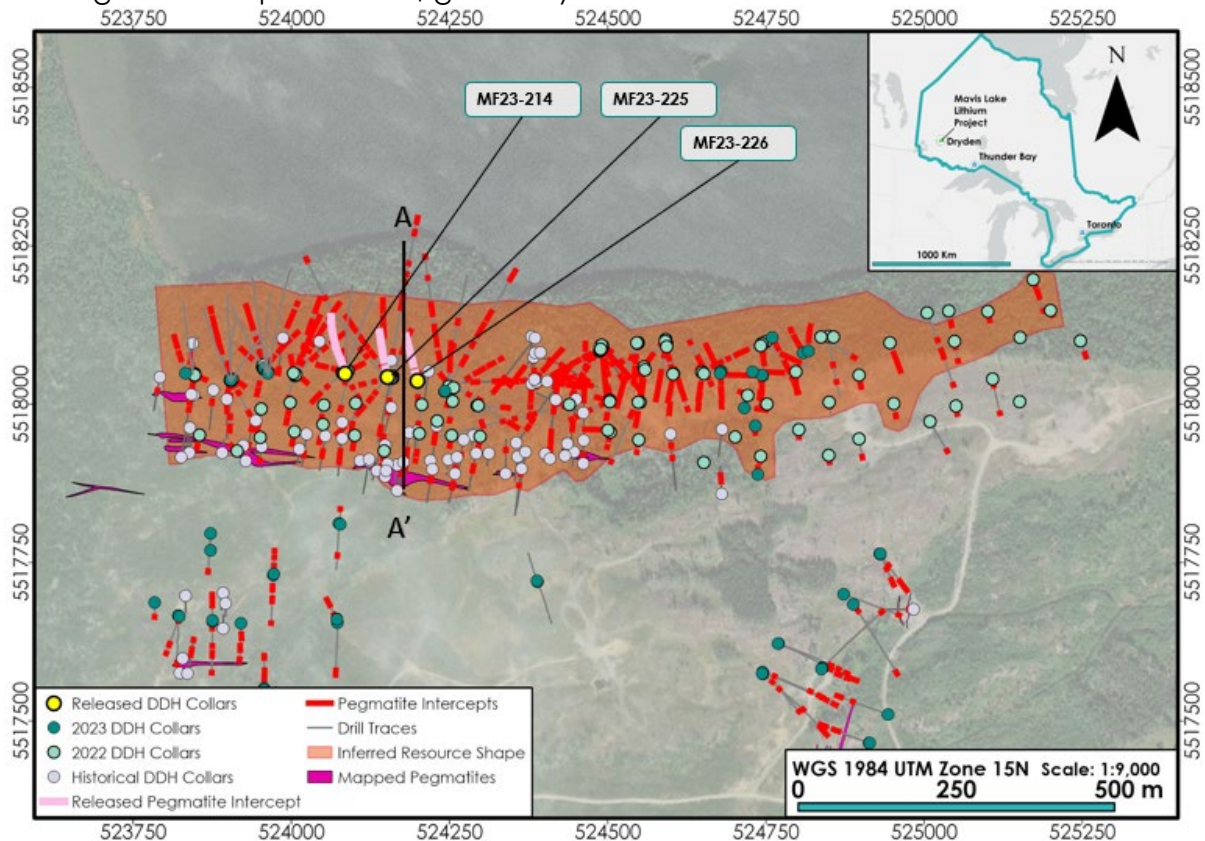 523750 524000 524250 524500 524750 525000 525250
5518500
5518250
5518000
5517750
5517500
5518500
5518250
5518000
5517750
5517500
MF23-214
MF23-225
MF23-226
A
A’
N
Mavis Lake
Lithium
Project
Dryden
Thunder Bay
Toronto
1000 Km
Released DDH Collars
2023 DDH Collars
2022 DDH Collars
Historical DDH Collars
Released Pegmatite Intercept
Pegmatite Intercepts
Drill Traces
Inferred Resource Shape
Mapped Pegmatites
WGS 1984 UTM Zone 15N Scale: 1:9,000
0 250 500 m
523750 524000 524250 524500 524750 525000 525250